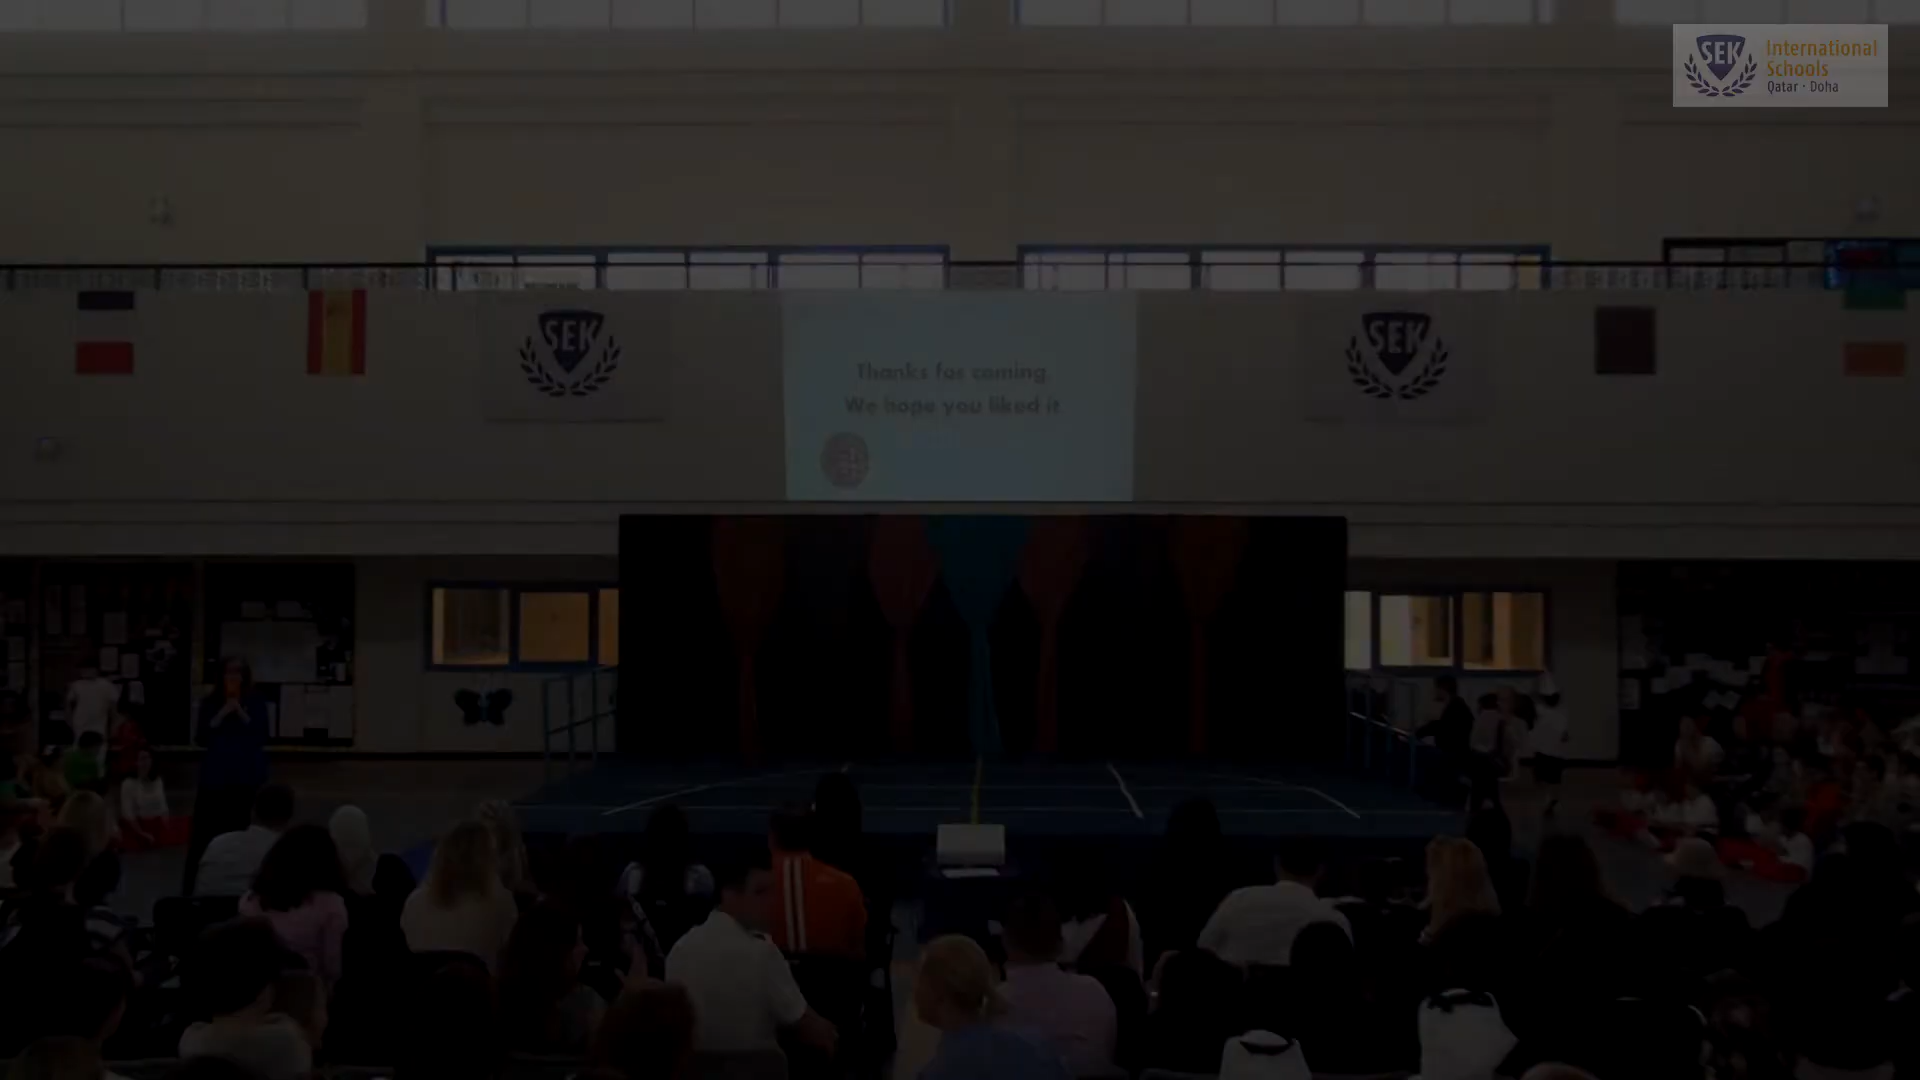 SEK
International
Schools
Qatar · Doha
SEK
SEK
Thanks for coming.
We hope you liked it